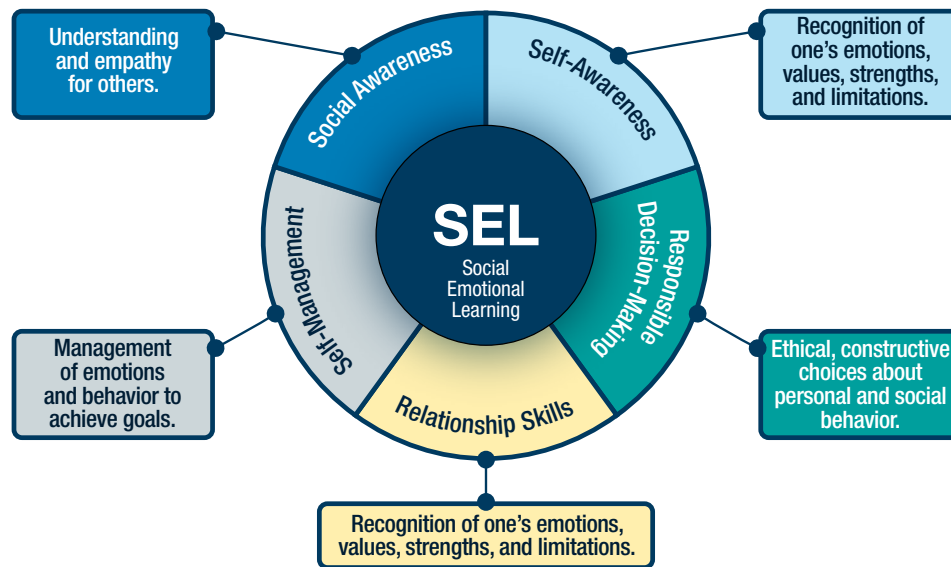 Understanding
and empathy
for others.
Social Awareness
Self-Awareness
Recognition of
one’s emotions,
values, strengths,
and limitations.
SEL
Social
Emotional
Learning
Self-Management
Responsible
Decision-Making
Relationship Skills
Management
of emotions
and behavior to
achieve goals.
Ethical, constructive
choices about
personal and social
behavior.
Recognition of one’s emotions,
values, strengths, and limitations.